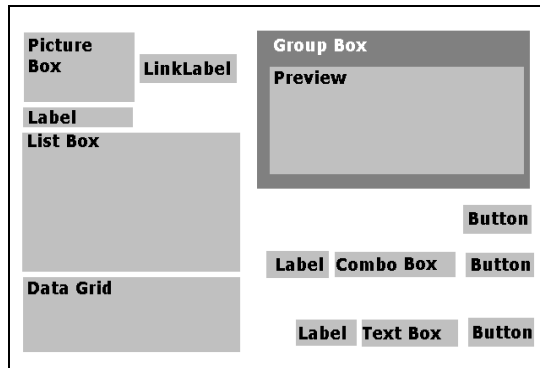 Picture
Box
LinkLabel
Label
List Box
Data Grid
Group Box
Preview
Button
Label Combo Box Button
Label Text Box Button